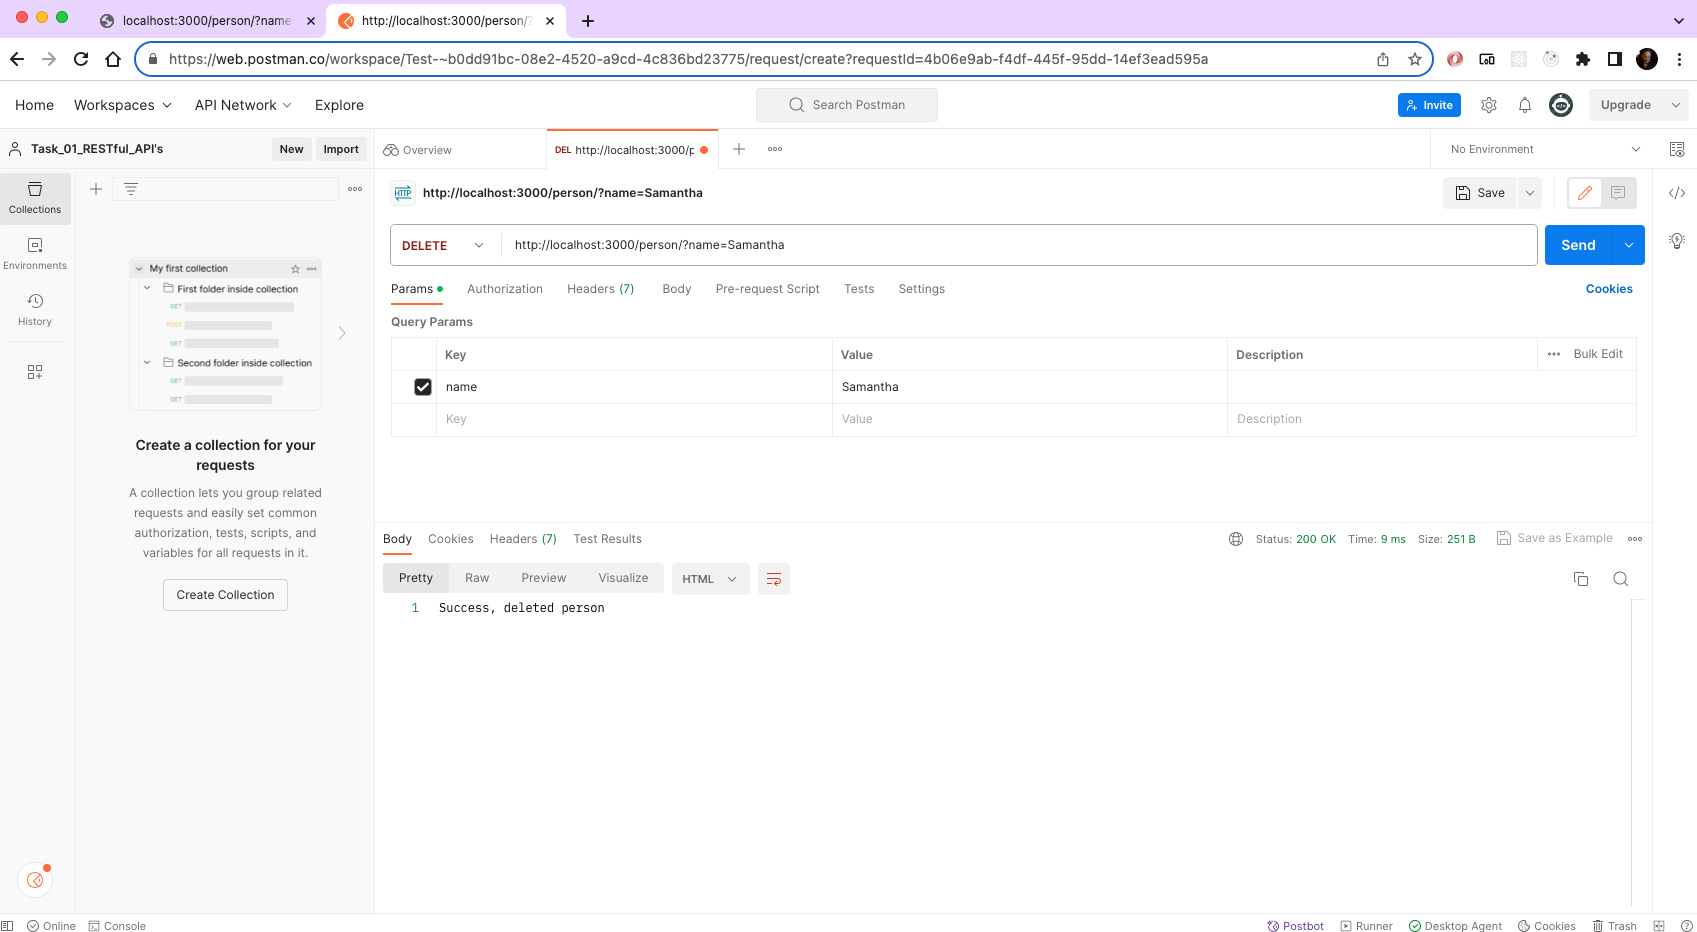 localhost:3000/person/?name=
http://localhost:3000/person/?
https://web.postman.co/workspace/Test-~b0dd91bc-08e2-4520-a9cd-4c836bd23775/request/create?requestId=4b06e9ab-f4df-445f-95dd-14ef3ead595a
Home Workspaces API Network Explore Search Postman Invite Upgrade
Task_01_RESTful_API's New Import Overview DEL http://localhost:3000/p No Environment
HTTP http://localhost:3000/person/?name=Samantha Save
Collections
Environments
History
My first collection
First folder inside collection
GET
POST
GET
Second folder inside collection
GET
GET
Create a collection for your
requests
A collection lets you group related
requests and easily set common
authorization, tests, scripts, and
variables for all requests in it.
Create Collection
DELETE http://localhost:3000/person/?name=Samantha Send
Params Authorization Headers (7) Body Pre-request Script Tests Settings Cookies
Query Params
Key Value Description Bulk Edit
name Samantha
Key Value Description
Body Cookies Headers (7) Test Results Status: 200 OK Time: 9 ms Size: 251 B Save as Example
Pretty Raw Preview Visualize HTML
1 Success, deleted person
Online Console Postbot Runner Desktop Agent Cookies Trash